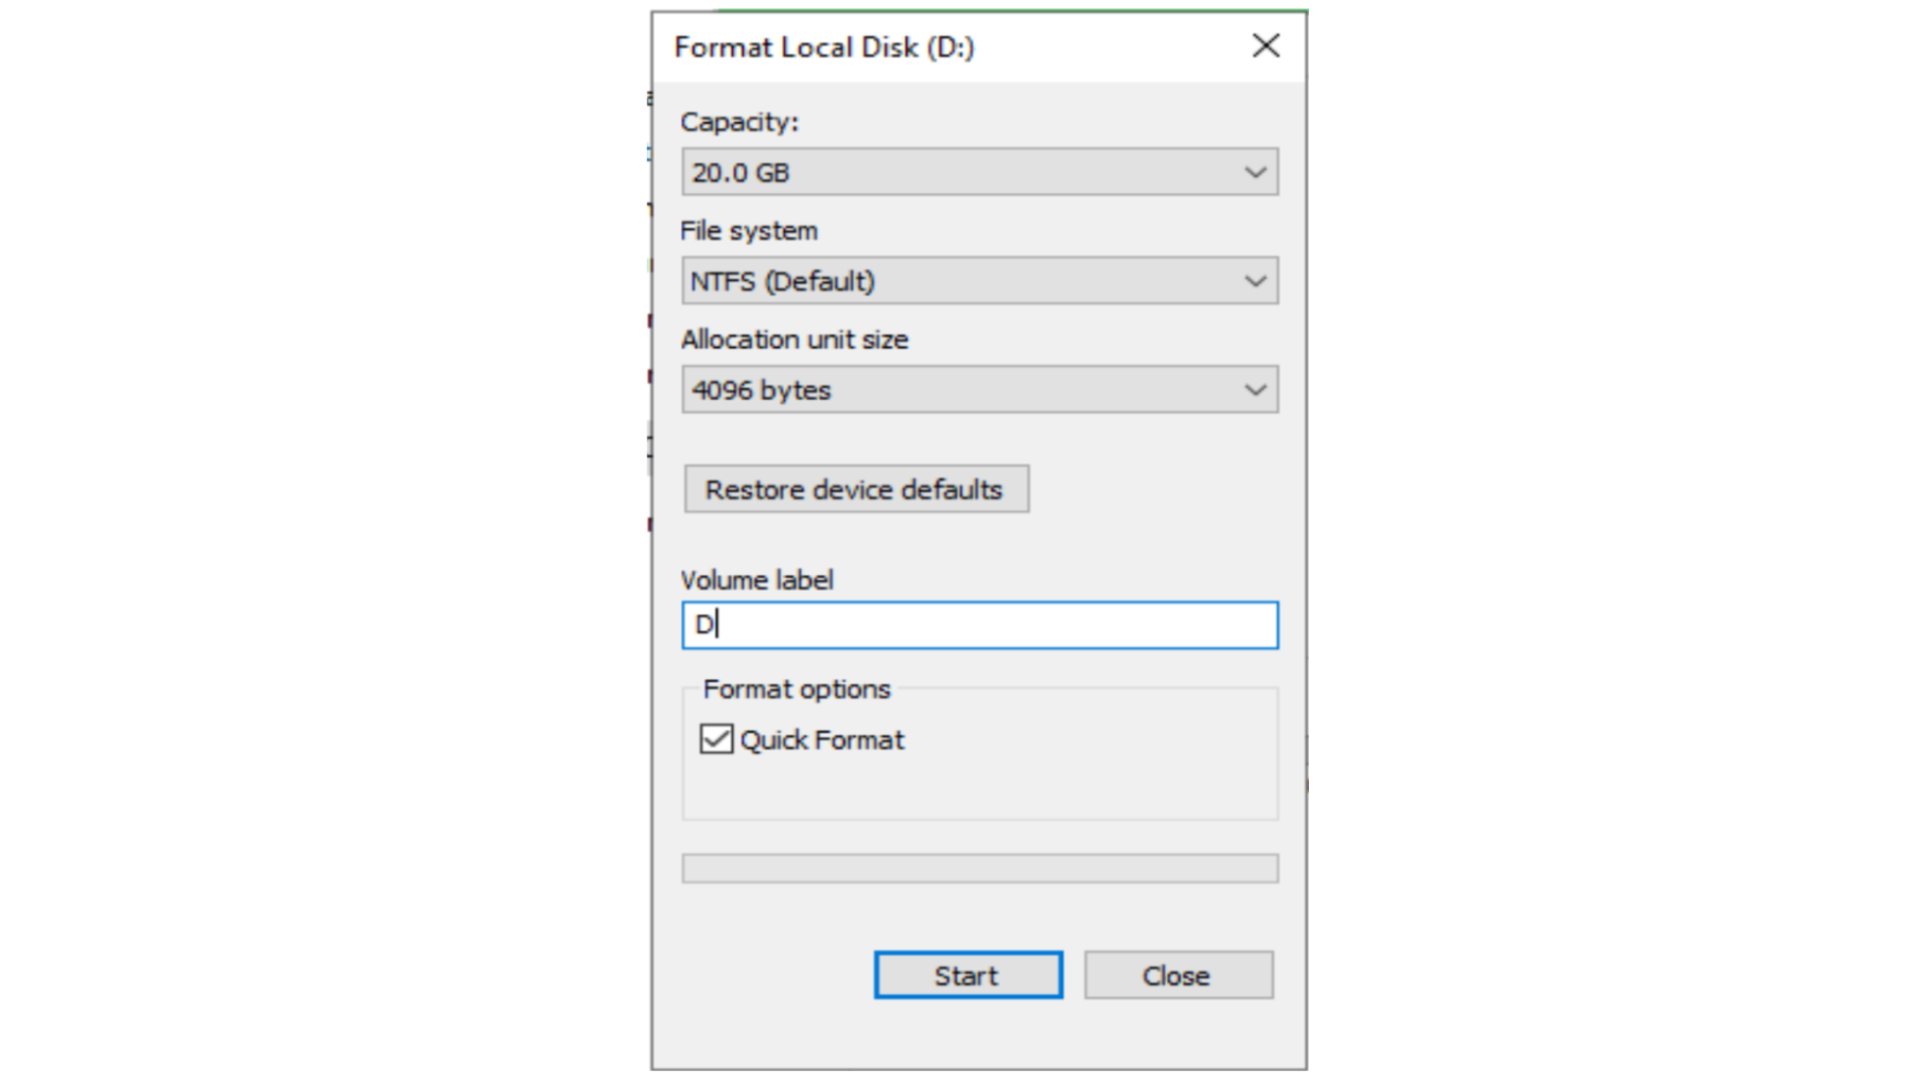 Format Local Disk (D:)
Capacity:
20.0 GB
File system
NTFS (Default)
Allocation unit size
4096 bytes
Restore device defaults
Volume label
D
Format options
Quick Format
Start
Close